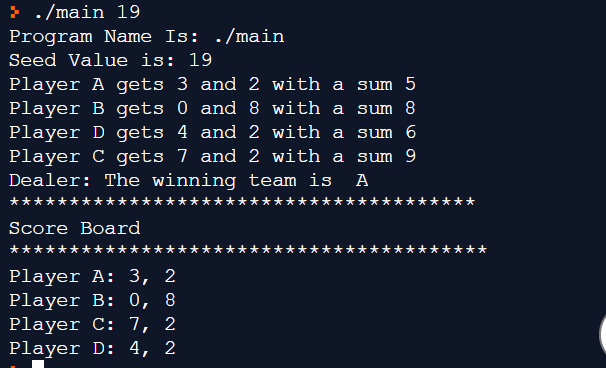 > ./main 19
Program Name Is: ./main
Seed Value is: 19
Player A gets 3 and 2 with a sum 5
Player B gets 0 and 8 with a sum 8
Player D gets 4 and 2 with a sum 6
Player C gets 7 and 2 with a sum 9
Dealer: The winning team is  A
***************************************
Score Board
****************************************
Player A: 3, 2
Player B: 0, 8
Player C: 7, 2
Player D: 4, 2